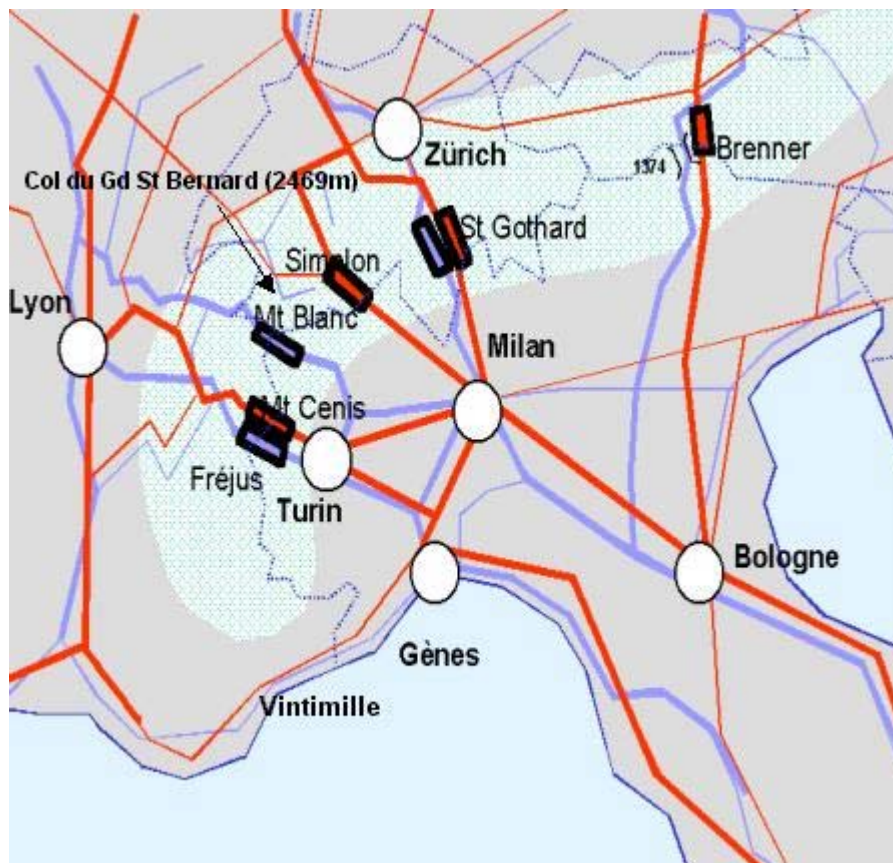 Zürich
1374
Brenner
Col du Gd St Bernard (2469m)
St Gothard
Simplon
Lyon
Mt Blanc
Milan
Mt Cenis
Fréjus
Turin
Bologne
Gènes
Vintimille